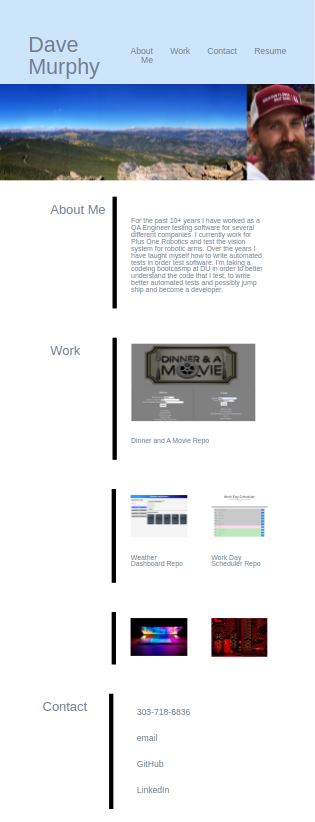 Dave
Murphy
About
Me
Work
Contact
Resume
About Me
For the past 10+ years I have worked as a
QA Engineer testing software for several
different companies. I currently work for
Plus One Robotics and test the vision
system for robotic arms. Over the years I
have taught myself how to write automated
tests in order test software. I'm taking a
codeing bootcasmp at DU in order to better
understand the code that I test, to write
better automated tests and possibly jump
ship and become a developer.
Work
DINNER & A
MOVIE
Dinner and A Movie Repo
Work Day Scheduler
Weather
Dashboard Repo
Work Day
Scheduler Repo
Contact
303-718-6836
email
GitHub
LinkedIn